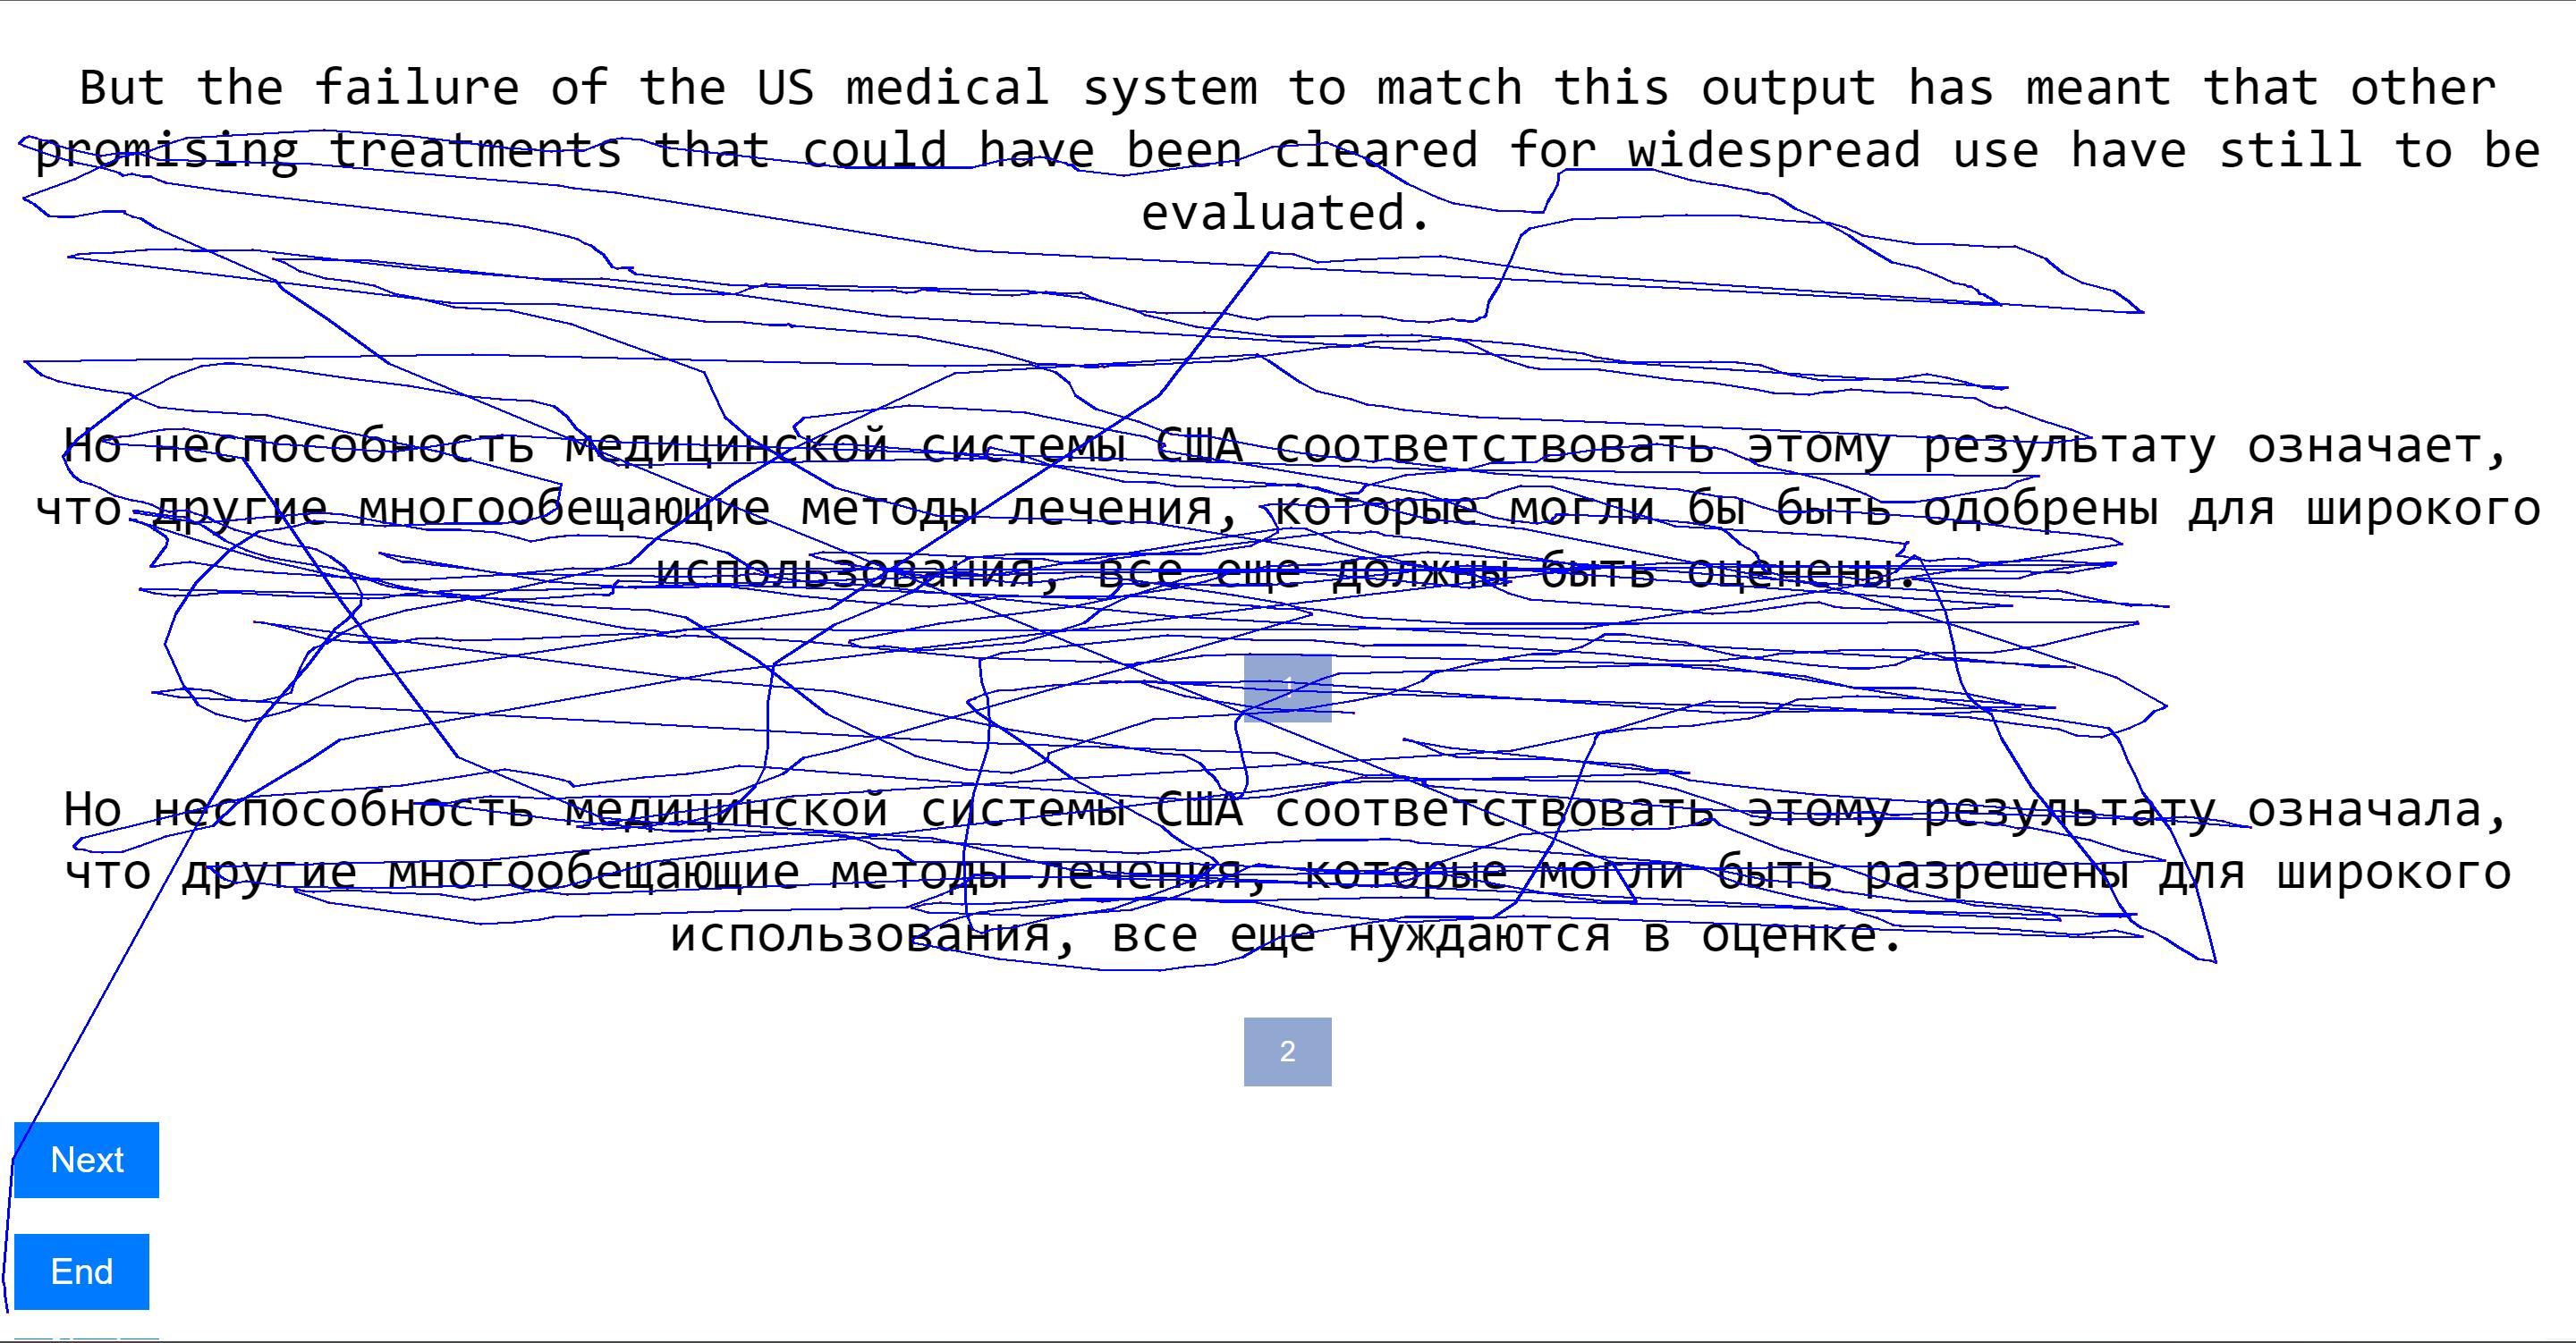 But the failure of the US medical system to match this output has meant that other
promising treatments that could have been cleared for widespread use have still to be
evaluated.
Но неспособность медицинской системы США соответствовать этому результату означает,
что другие многообещающие методы лечения, которые могли бы быть одобрены для широкого
использования, все еще должны быть оценены.
1
Но неспособность медицинской системы США соответствовать этому результату означала,
что другие многообещающие методы лечения, которые могли быть разрешены для широкого
использования, все еще нуждаются в оценке.
2
Next
End